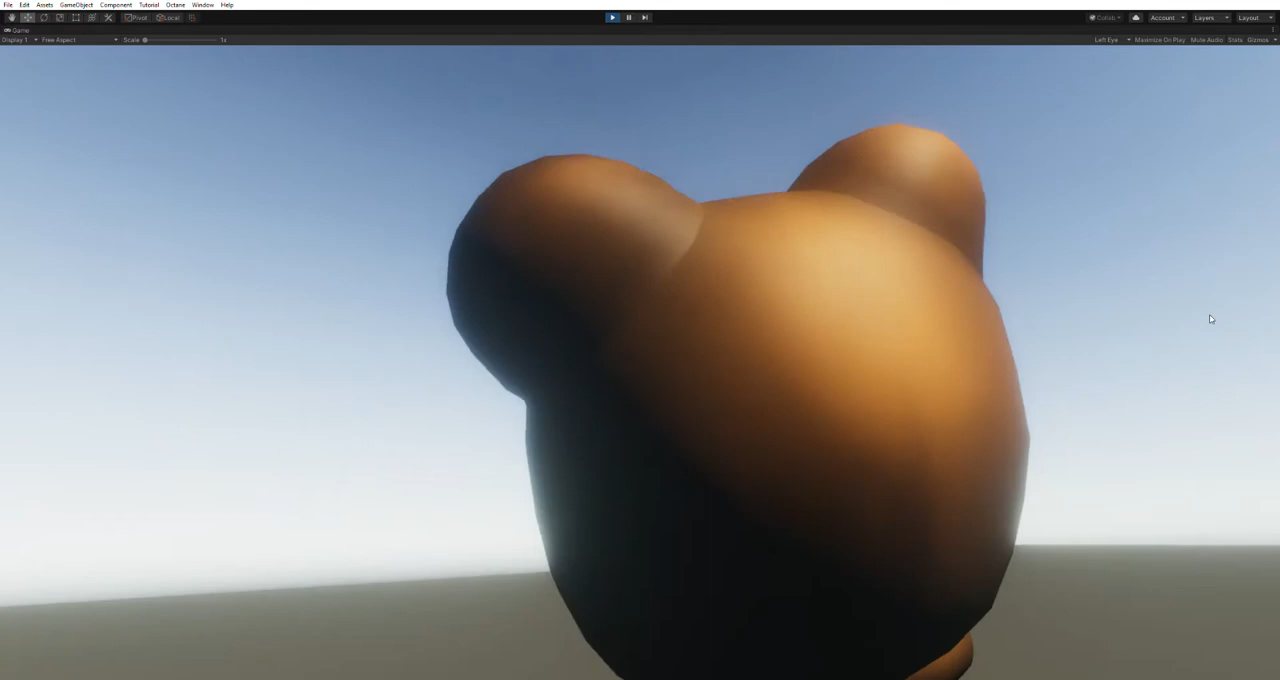 File Edit Assets GameObject Component Tutorial Octane Window Help
Pivot Local Collab Account Layers Layout
Game
Display 1 Free Aspect Scale 1x Left Eye Maximize On Play Mute Audio Stats Gizmos